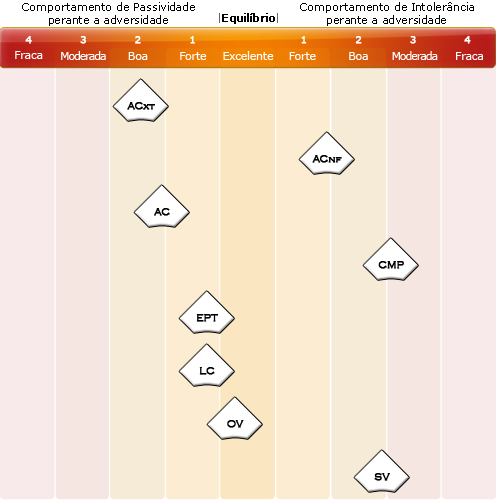 Comportamento de Passividade
perante a adversidade
|Equilíbrio|
Comportamento de Intolerância
perante a adversidade
4 3 2 1 1 2 3 4
Fraca Moderada Boa Forte Excelente Forte Boa Moderada Fraca
ACXT
ACNF
AC
CMP
EPT
LC
OV
SV